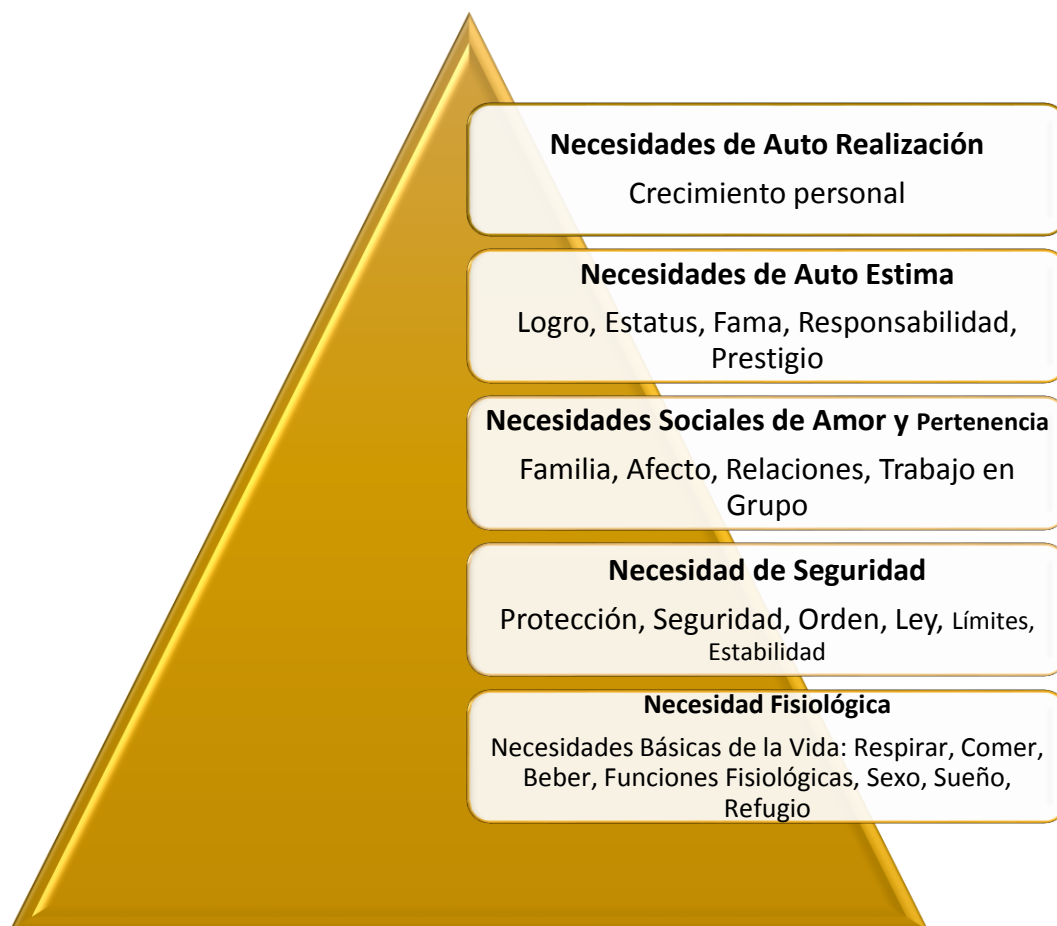 Necesidades de Auto Realización
Crecimiento personal
Necesidades de Auto Estima
Logro, Estatus, Fama, Responsabilidad,
Prestigio
Necesidades Sociales de Amor y Pertenencia
Familia, Afecto, Relaciones, Trabajo en
Grupo
Necesidad de Seguridad
Protección, Seguridad, Orden, Ley, Límites,
Estabilidad
Necesidad Fisiológica
Necesidades Básicas de la Vida: Respirar, Comer,
Beber, Funciones Fisiológicas, Sexo, Sueño,
Refugio